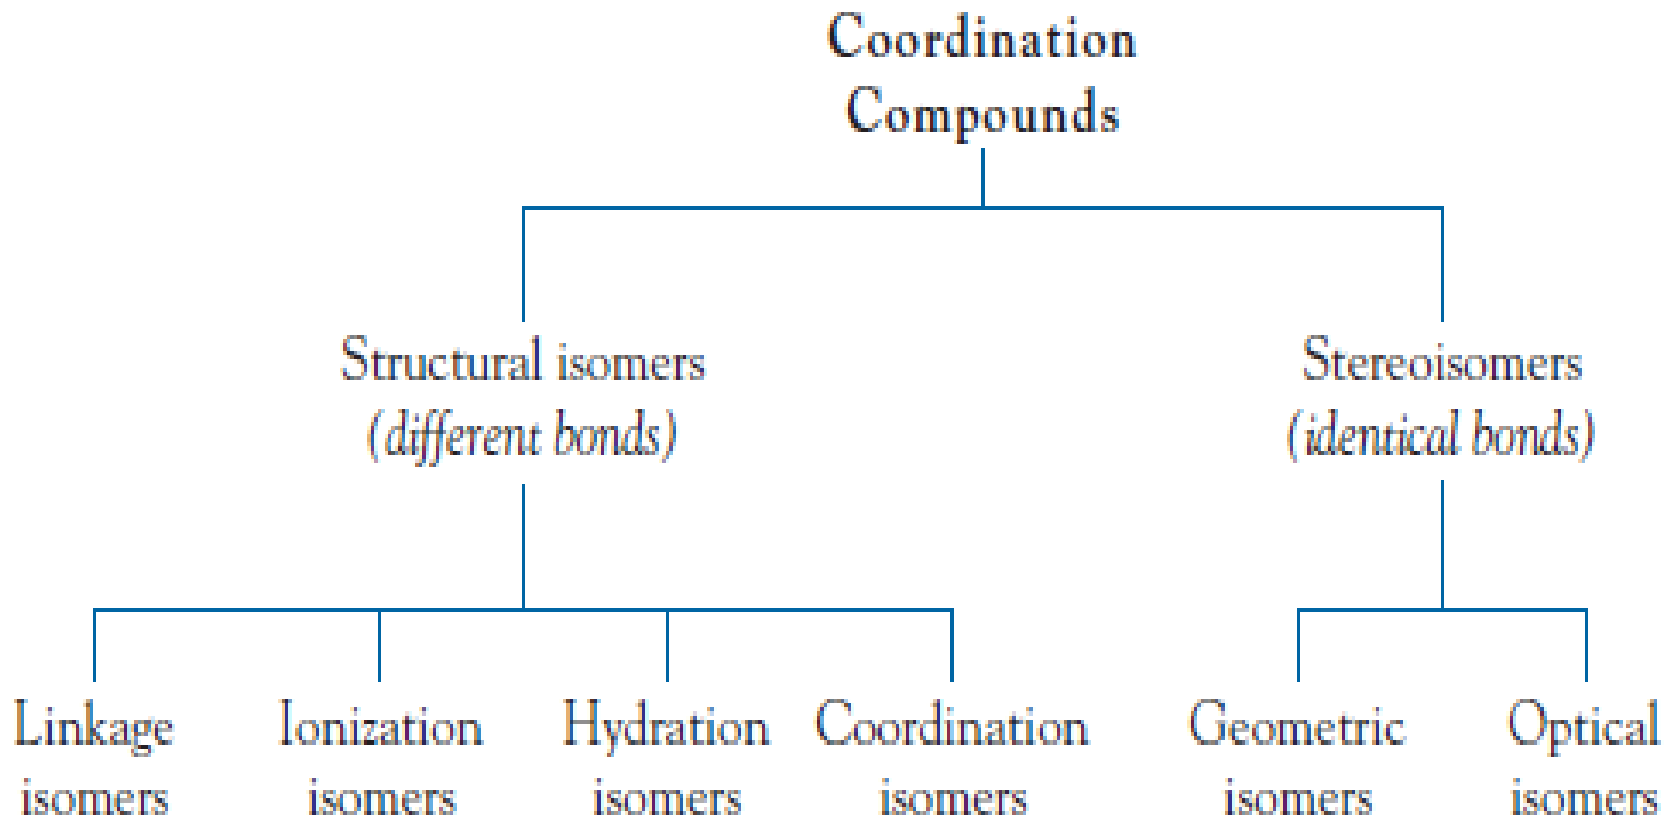 Coordination
Compounds
Structural isomers
(different bonds)
Stereoisomers
(identical bonds)
Linkage
isomers
Ionization
isomers
Hydration
isomers
Coordination
isomers
Geometric
isomers
Optical
isomers